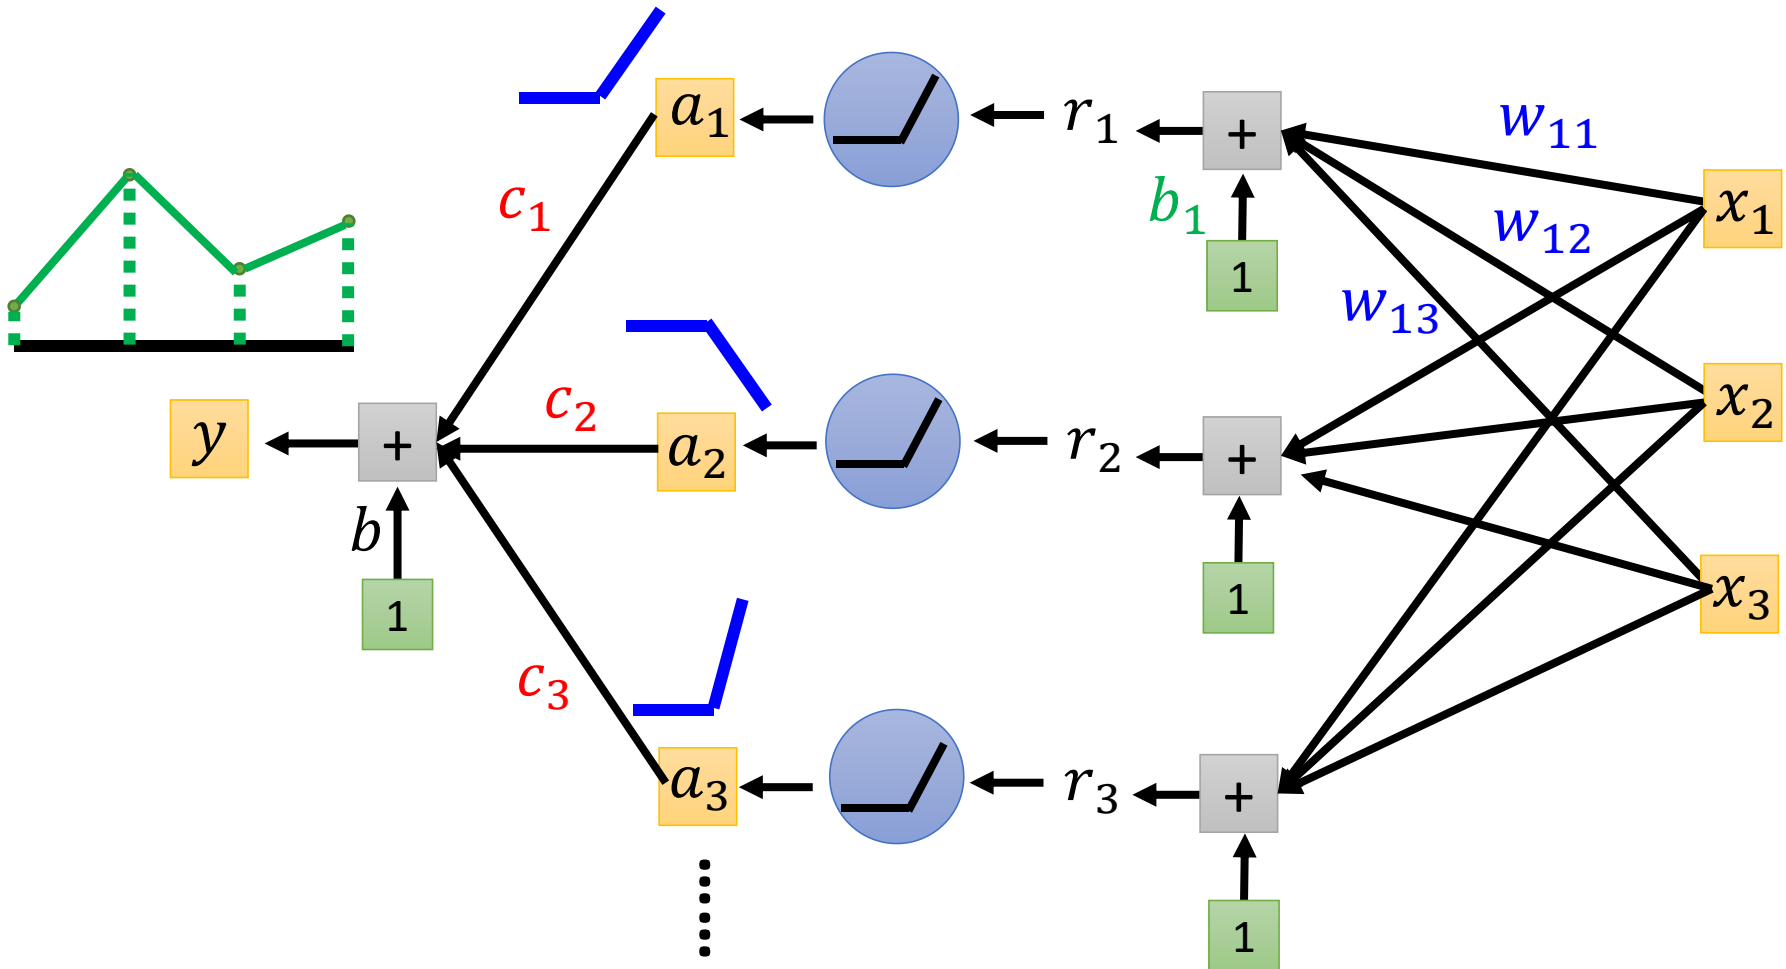 a₁
r₁
+
w₁₁
x₁
c₁
b₁
w₁₂
1
w₁₃
c₂
x₂
y
+
a₂
r₂
+
b
1
1
x₃
c₃
a₃
r₃
+
1